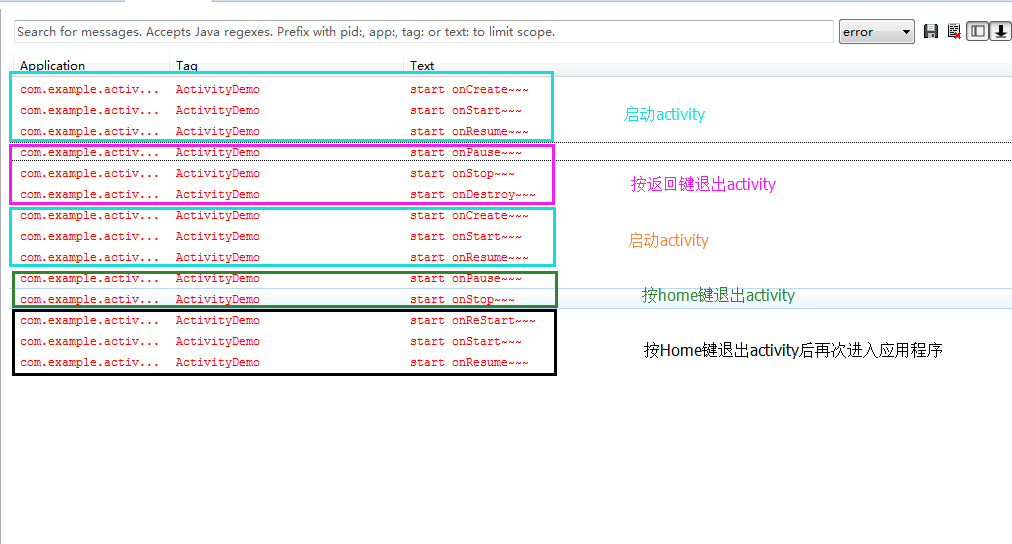 Search for messages. Accepts Java regexes. Prefix with pid:, app:, tag: or text: to limit scope. error
Application Tag Text
com.example.activ... ActivityDemo start onCreate~~~
com.example.activ... ActivityDemo start onStart~~~ 启动activity
com.example.activ... ActivityDemo start onResume~~~
com.example.activ... ActivityDemo start onPause~~~
com.example.activ... ActivityDemo start onStop~~~ 按返回键退出activity
com.example.activ... ActivityDemo start onDestroy~~~
com.example.activ... ActivityDemo start onCreate~~~
com.example.activ... ActivityDemo start onStart~~~ 启动activity
com.example.activ... ActivityDemo start onResume~~~
com.example.activ... ActivityDemo start onPause~~~
com.example.activ... ActivityDemo start onStop~~~ 按home键退出activity
com.example.activ... ActivityDemo start onReStart~~~
com.example.activ... ActivityDemo start onStart~~~ 按Home键退出activity后再次进入应用程序
com.example.activ... ActivityDemo start onResume~~~